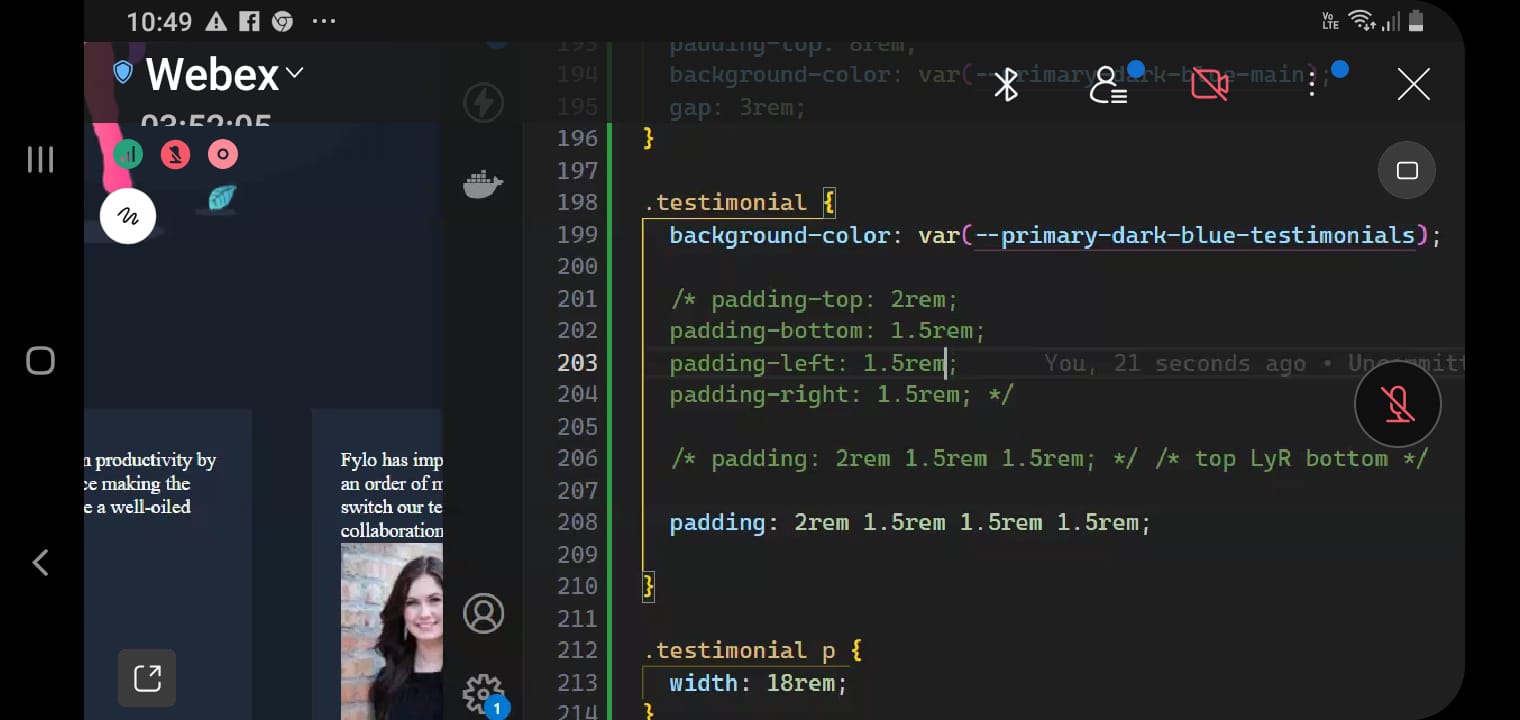 10:49
Vo LTE
Webex
03:52:05
193 padding-top: 8rem;
194 background-color: var(--primary-dark-blue-main);
195 gap: 3rem;
196 }
197
198 .testimonial {
199 background-color: var(--primary-dark-blue-testimonials);
200
201 /* padding-top: 2rem;
202 padding-bottom: 1.5rem;
203 padding-left: 1.5rem; You, 21 seconds ago • Uncommitt
204 padding-right: 1.5rem; */
205
206 /* padding: 2rem 1.5rem 1.5rem; */ /* top LyR bottom */
207
208 padding: 2rem 1.5rem 1.5rem 1.5rem;
209
210 }
211
212 .testimonial p {
213 width: 18rem;
214 }
productivity by
making the
e a well-oiled
Fylo has imp
an order of m
switch our te
collaboration
1